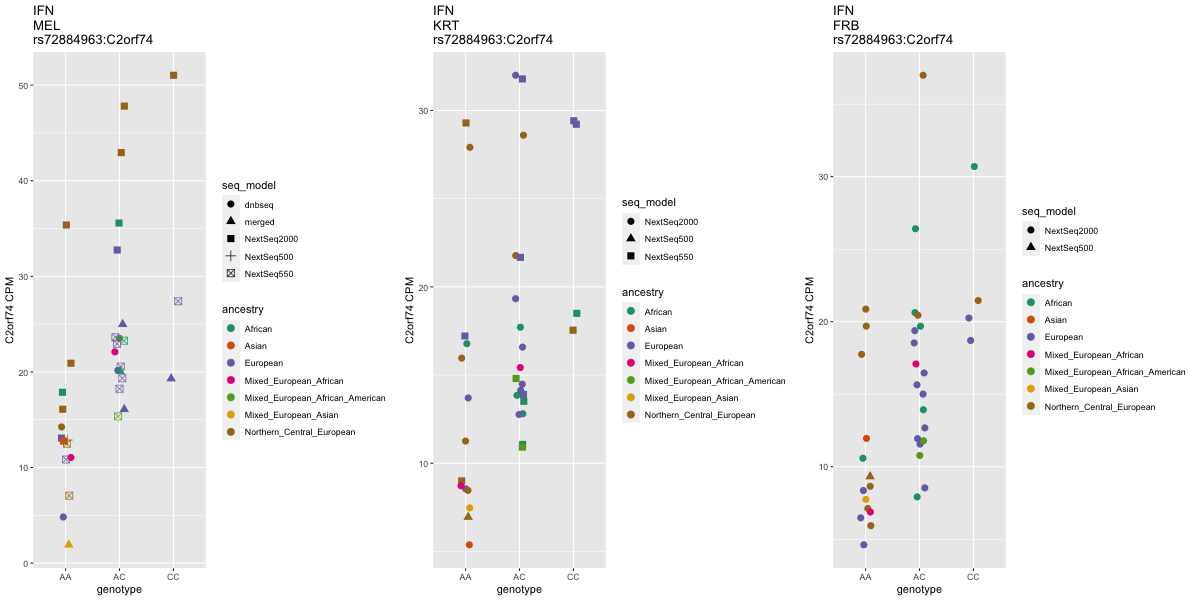 IFN
MEL
rs72884963:C2orf74
C2orf74 CPM
50
40
30
20
10
0
AA
AC
CC
genotype
seq_model
dnbseq
merged
NextSeq2000
NextSeq500
NextSeq550
ancestry
African
Asian
European
Mixed_European_African
Mixed_European_African_American
Mixed_European_Asian
Northern_Central_European
IFN
KRT
rs72884963:C2orf74
C2orf74 CPM
30
20
10
AA
AC
CC
genotype
seq_model
NextSeq2000
NextSeq500
NextSeq550
ancestry
African
Asian
European
Mixed_European_African
Mixed_European_African_American
Mixed_European_Asian
Northern_Central_European
IFN
FRB
rs72884963:C2orf74
C2orf74 CPM
30
20
10
AA
AC
CC
genotype
seq_model
NextSeq2000
NextSeq500
ancestry
African
Asian
European
Mixed_European_African
Mixed_European_African_American
Mixed_European_Asian
Northern_Central_European